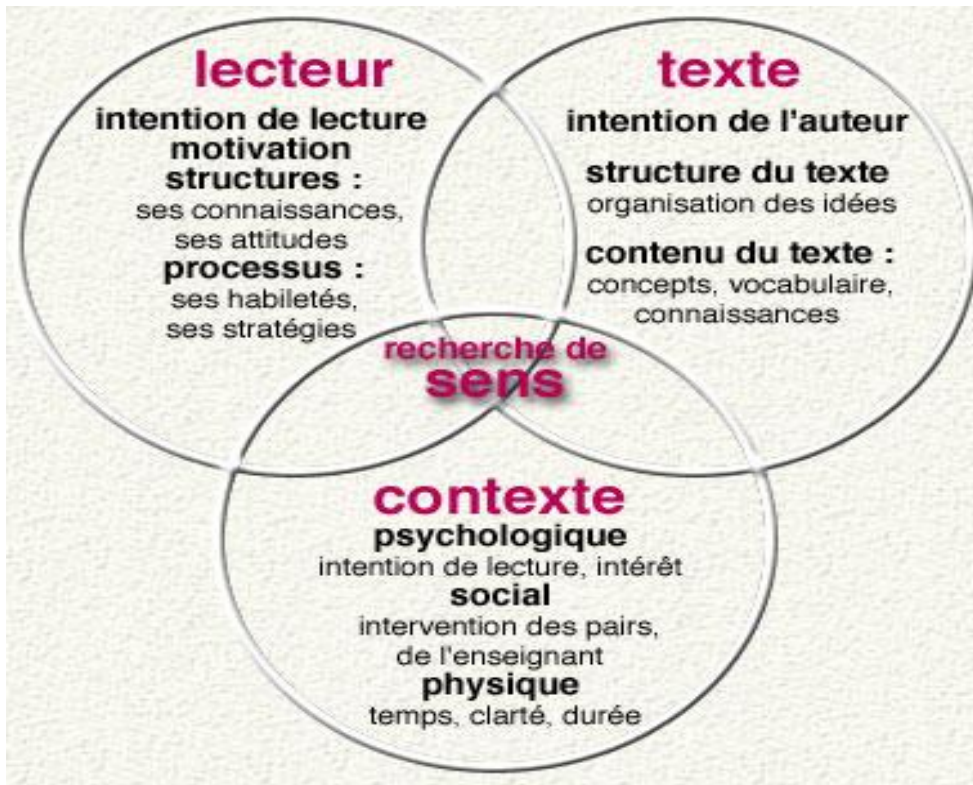 lecteur
intention de lecture
motivation
structures :
ses connaissances,
ses attitudes
processus :
ses habiletés,
ses stratégies
texte
intention de l'auteur
structure du texte
organisation des idées
contenu du texte :
concepts, vocabulaire,
connaissances
recherche de
sens
contexte
psychologique
intention de lecture, intérêt
social
intervention des pairs,
de l'enseignant
physique
temps, clarté, durée